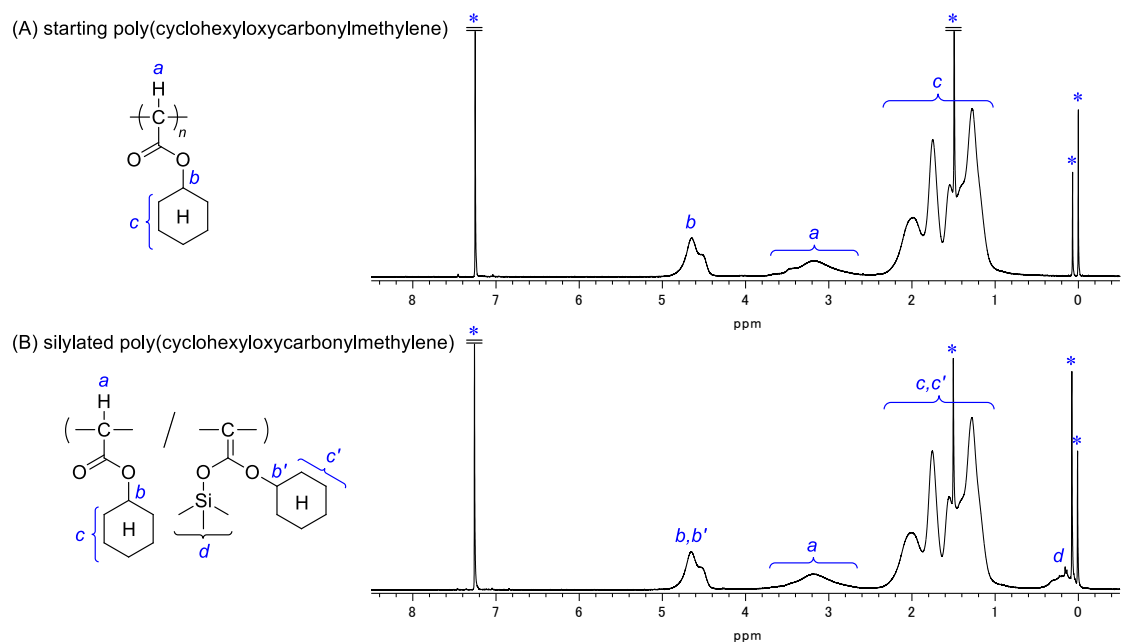 (A) starting poly(cyclohexyloxycarbonylmethylene)
* * * *
a
H
C
n
O O
b
c H
c
b
a
8 7 6 5 4 3 2 1 0
ppm
(B) silylated poly(cyclohexyloxycarbonylmethylene)
* * * *
a
H
( C / C )
O O
b
c H
O O
b' c'
Si H
d
c,c'
b,b'
a
d
8 7 6 5 4 3 2 1 0
ppm